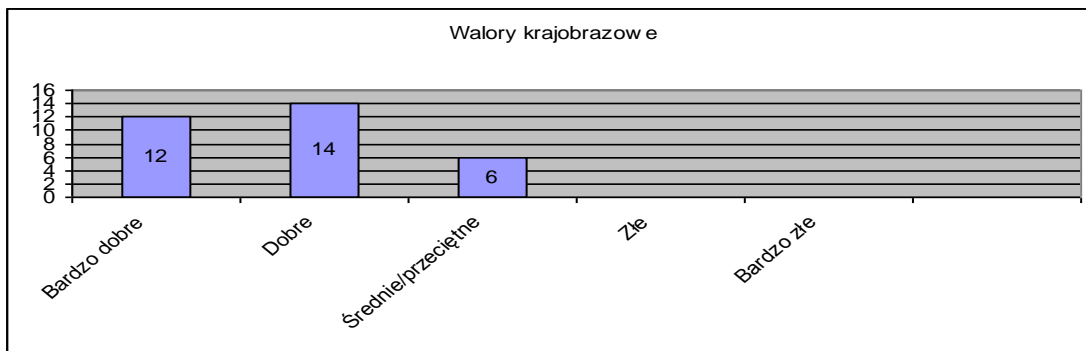 Walory krajobrazowe
16
14
12
10
8
6
4
2
0
12
14
6
Bardzo dobre
Dobre
Średnie/przeciętne
Złe
Bardzo złe